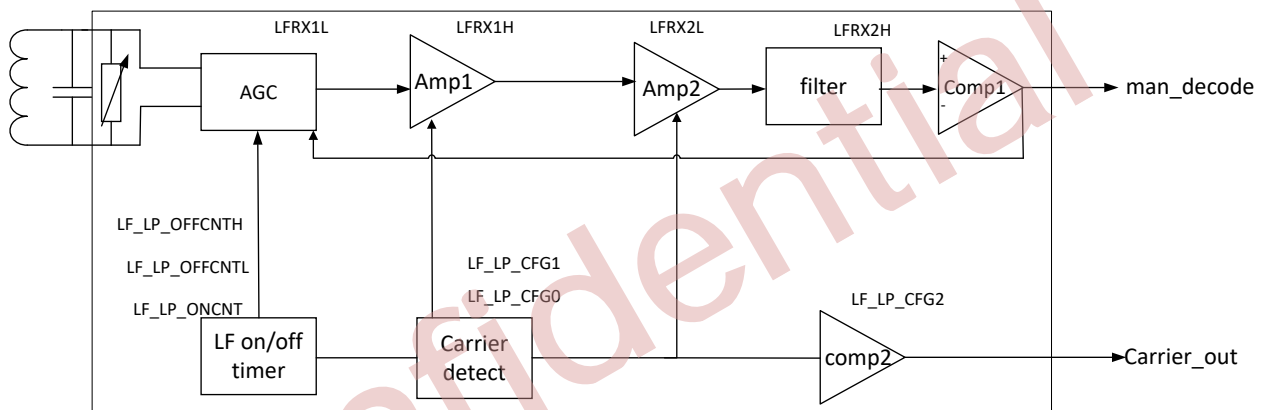 LFRX1L
LFRX1H
LFRX2L
LFRX2H
AGC
Amp1
Amp2
filter
+
Comp1
-
man_decode
LF_LP_OFFCNTH
LF_LP_OFFCNTL
LF_LP_ONCNT
LF_LP_CFG1
LF_LP_CFG0
LF_LP_CFG2
LF on/off
timer
Carrier
detect
comp2
Carrier_out
nfidential